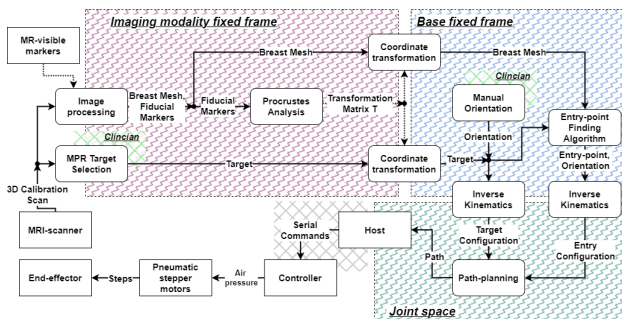 Imaging modality fixed frame
Base fixed frame
MR-visible
markers
Breast Mesh
Coordinate
transformation
Breast Mesh
Clincian
Image
processing
Breast Mesh,
Fiducial
Markers
Fiducial
Markers
Procrustes
Analysis
Transformation
Matrix T
Manual
Orientation
Entry-point
Finding
Algorithm
Clincian
Orientation
MPR Target
Selection
Target
Coordinate
transformation
Target
Entry-point,
Orientation
3D Calibration
Scan
Inverse
Kinematics
Inverse
Kinematics
MRI-scanner
Serial
Commands
Host
Target
Configuration
Entry
Configuration
Path
End-effector
Steps
Pneumatic
stepper
motors
Air
pressure
Controller
Path-planning
Joint space